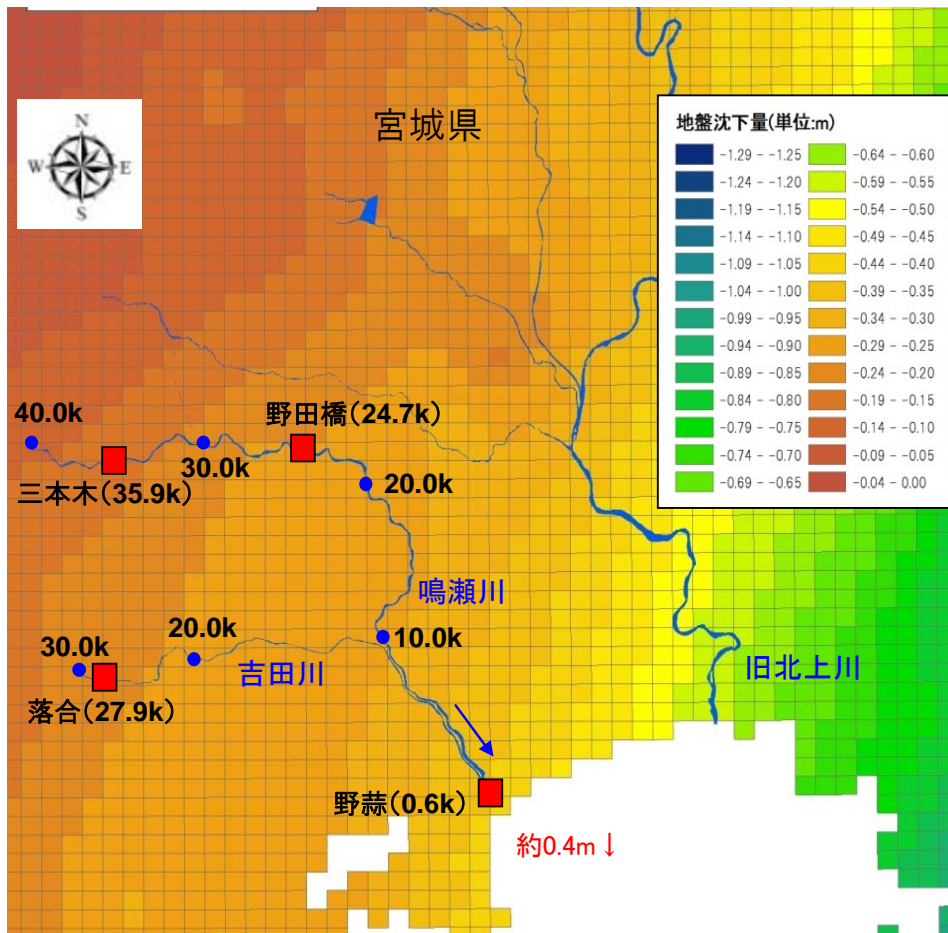 宮城県
N
W E
S
地盤沈下量(単位:m)
-1.29 - -1.25
-1.24 - -1.20
-1.19 - -1.15
-1.14 - -1.10
-1.09 - -1.05
-1.04 - -1.00
-0.99 - -0.95
-0.94 - -0.90
-0.89 - -0.85
-0.84 - -0.80
-0.79 - -0.75
-0.74 - -0.70
-0.69 - -0.65
-0.64 - -0.60
-0.59 - -0.55
-0.54 - -0.50
-0.49 - -0.45
-0.44 - -0.40
-0.39 - -0.35
-0.34 - -0.30
-0.29 - -0.25
-0.24 - -0.20
-0.19 - -0.15
-0.14 - -0.10
-0.09 - -0.05
-0.04 - 0.00
40.0k
野田橋(24.7k)
30.0k
三本木(35.9k)
20.0k
鳴瀬川
20.0k
10.0k
30.0k
吉田川
旧北上川
落合(27.9k)
野蒜(0.6k)
約0.4m↓